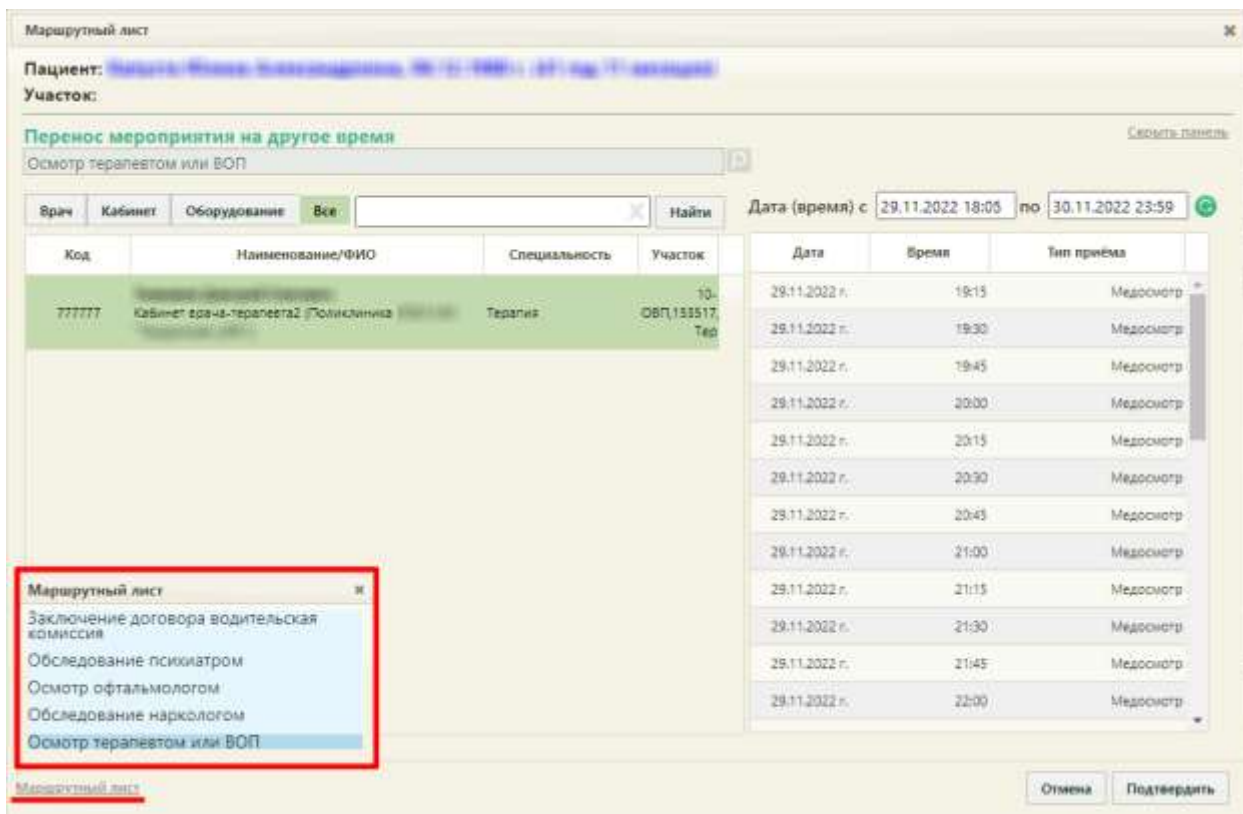 Маршрутный лист
Пациент:
Участок:
Перенос мероприятия на другое время
Скрыть панель
Осмотр терапевтом или ВОП
Врач Кабинет Оборудование Все Найти Дата (время) с 29.11.2022 18:05 по 30.11.2022 23:59
Код Наименование/ФИО Специальность Участок
Дата Время Тип приёма
777777 Кабинет врача-терапевта2 (Поликлиника Терапия 10-ОВП,153517, Тер
29.11.2022 г. 19:15 Медосмотр
29.11.2022 г. 19:30 Медосмотр
29.11.2022 г. 19:45 Медосмотр
29.11.2022 г. 20:00 Медосмотр
29.11.2022 г. 20:15 Медосмотр
29.11.2022 г. 20:30 Медосмотр
29.11.2022 г. 20:45 Медосмотр
29.11.2022 г. 21:00 Медосмотр
29.11.2022 г. 21:15 Медосмотр
29.11.2022 г. 21:30 Медосмотр
29.11.2022 г. 21:45 Медосмотр
29.11.2022 г. 22:00 Медосмотр
Маршрутный лист
Заключение договора водительская
комиссия
Обследование психиатром
Осмотр офтальмологом
Обследование наркологом
Осмотр терапевтом или ВОП
Маршрутный лист
Отмена Подтвердить